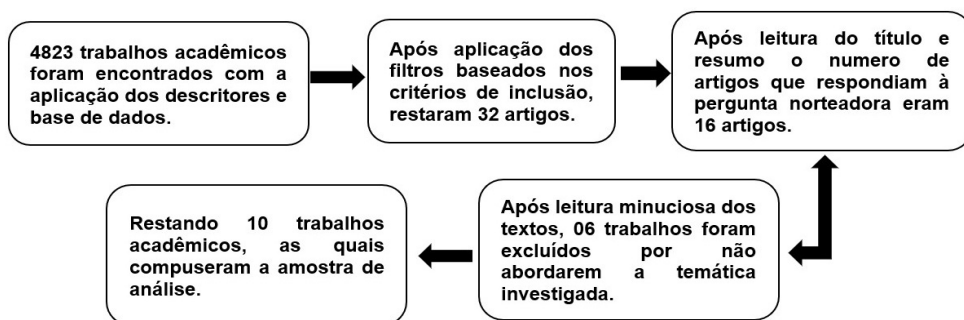 4823 trabalhos acadêmicos
foram encontrados com a
aplicação dos descritores e
base de dados.
Após aplicação dos
filtros baseados nos
critérios de inclusão,
restaram 32 artigos.
Após leitura do título e
resumo o numero de
artigos que respondiam à
pergunta norteadora eram
16 artigos.
Após leitura minuciosa dos
textos, 06 trabalhos foram
excluídos por não
abordarem a temática
investigada.
Restando 10 trabalhos
acadêmicos, as quais
compuseram a amostra de
análise.